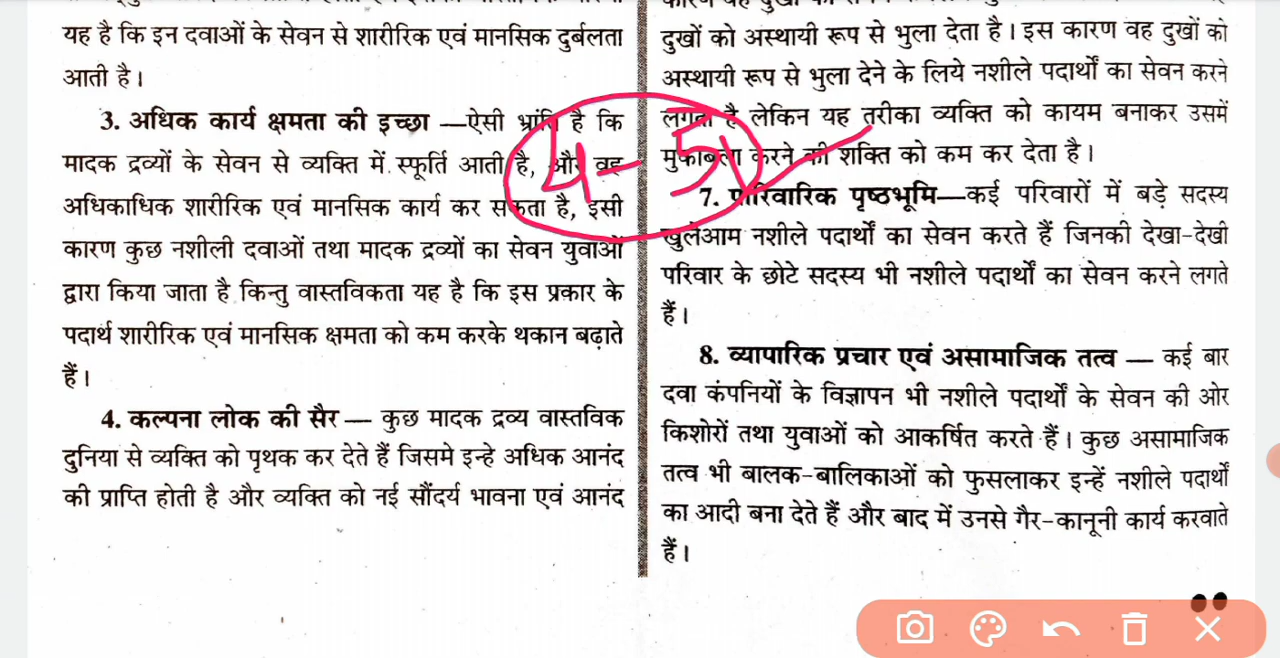 यह है कि इन दवाओं के सेवन से शारीरिक एवं मानसिक दुर्बलता
आती है।
3. अधिक कार्य क्षमता की इच्छा —ऐसी भ्रांति है कि
मादक द्रव्यों के सेवन से व्यक्ति में स्फूर्ति आती है, और वह
अधिकाधिक शारीरिक एवं मानसिक कार्य कर सकता है, इसी
कारण कुछ नशीली दवाओं तथा मादक द्रव्यों का सेवन युवाओं
द्वारा किया जाता है किन्तु वास्तविकता यह है कि इस प्रकार के
पदार्थ शारीरिक एवं मानसिक क्षमता को कम करके थकान बढ़ाते
हैं।
4. कल्पना लोक की सैर — कुछ मादक द्रव्य वास्तविक
दुनिया से व्यक्ति को पृथक कर देते हैं जिसमे इन्हे अधिक आनंद
की प्राप्ति होती है और व्यक्ति को नई सौंदर्य भावना एवं आनंद
दुखों को अस्थायी रूप से भुला देता है। इस कारण वह दुखों को
अस्थायी रूप से भुला देने के लिये नशीले पदार्थों का सेवन करने
लगता है लेकिन यह तरीका व्यक्ति को कायम बनाकर उसमें
मुकाबला करने की शक्ति को कम कर देता है।
7. पारिवारिक पृष्ठभूमि—कई परिवारों में बड़े सदस्य
खुलेआम नशीले पदार्थों का सेवन करते हैं जिनकी देखा-देखी
परिवार के छोटे सदस्य भी नशीले पदार्थों का सेवन करने लगते
हैं।
8. व्यापारिक प्रचार एवं असामाजिक तत्व — कई बार
दवा कंपनियों के विज्ञापन भी नशीले पदार्थों के सेवन की ओर
किशोरों तथा युवाओं को आकर्षित करते हैं। कुछ असामाजिक
तत्व भी बालक-बालिकाओं को फुसलाकर इन्हें नशीले पदार्थों
का आदी बना देते हैं और बाद में उनसे गैर-कानूनी कार्य करवाते
हैं।
4-5